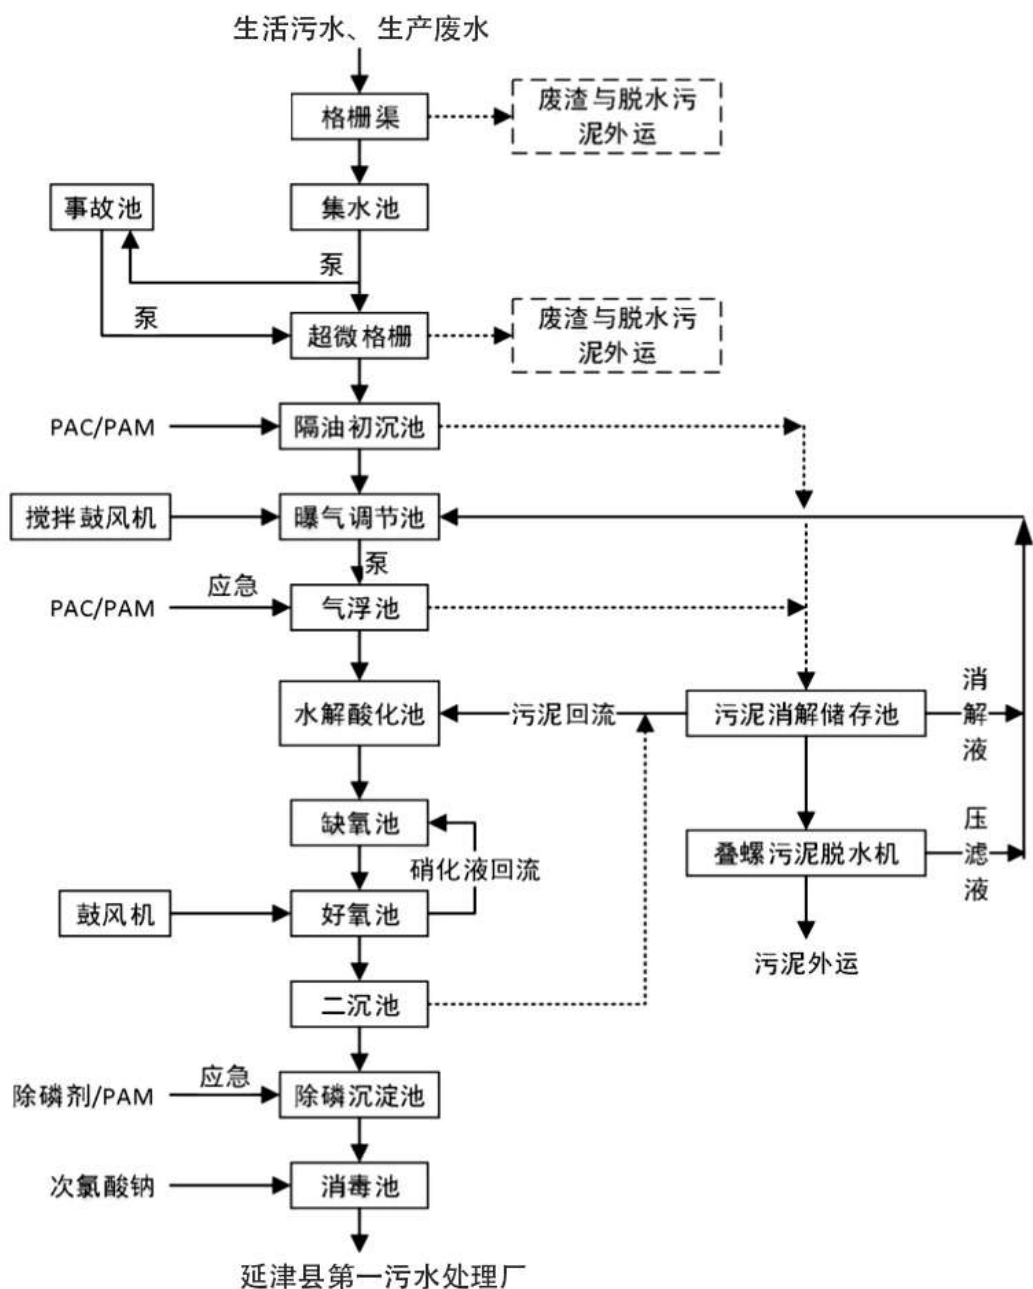 生活污水、生产废水
格栅渠
废渣与脱水污
泥外运
事故池
集水池
泵
泵
超微格栅
废渣与脱水污
泥外运
PAC/PAM
隔油初沉池
搅拌鼓风机
曝气调节池
泵
应急
PAC/PAM
气浮池
水解酸化池
污泥回流
污泥消解储存池
消解液
缺氧池
硝化液回流
叠螺污泥脱水机
压滤液
鼓风机
好氧池
污泥外运
二沉池
应急
除磷剂/PAM
除磷沉淀池
次氯酸钠
消毒池
延津县第一污水处理厂